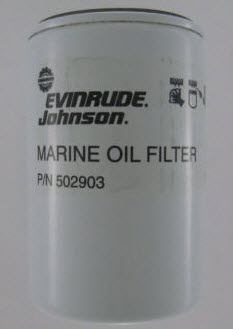 EVINRUDE.
Johnson.
MARINE OIL FILTER
P/N 502903